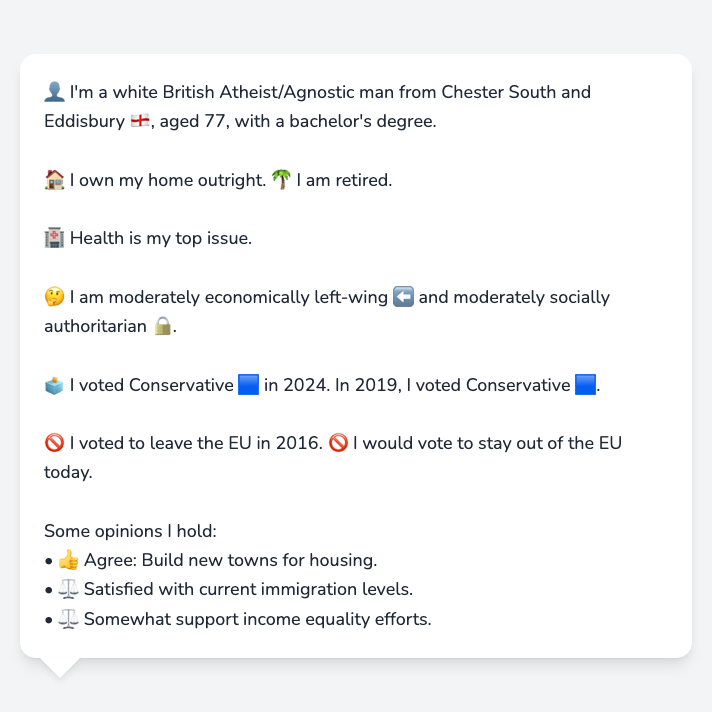 👤 I'm a white British Atheist/Agnostic man from Chester South and
Eddisbury 🏴󠁧󠁢󠁥󠁮󠁧󠁿, aged 77, with a bachelor's degree.
🏠 I own my home outright. 🌴 I am retired.
🏥 Health is my top issue.
🤔 I am moderately economically left-wing ⬅️ and moderately socially
authoritarian 🔒.
🗳️ I voted Conservative 🟦 in 2024. In 2019, I voted Conservative 🟦.
🚫 I voted to leave the EU in 2016. 🚫 I would vote to stay out of the EU
today.
Some opinions I hold:
• 👍 Agree: Build new towns for housing.
• ⚖️ Satisfied with current immigration levels.
• ⚖️ Somewhat support income equality efforts.